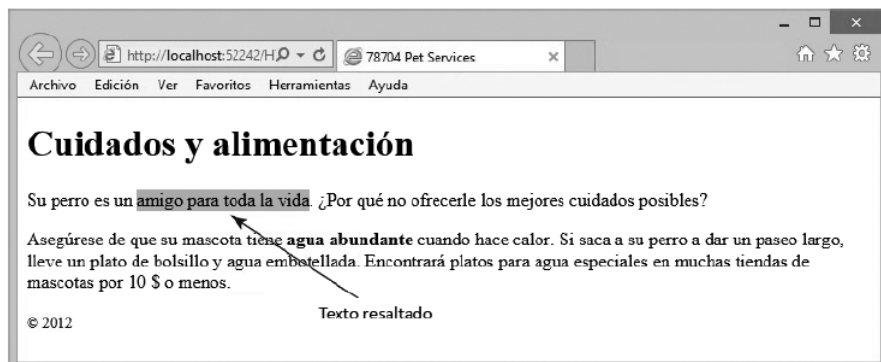 http://localhost:52242/H
78704 Pet Services
Archivo Edición Ver Favoritos Herramientas Ayuda
Cuidados y alimentación
Su perro es un amigo para toda la vida. ¿Por qué no ofrecerle los mejores cuidados posibles?
Asegúrese de que su mascota tiene agua abundante cuando hace calor. Si saca a su perro a dar un paseo largo,
lleve un plato de bolsillo y agua embotellada. Encontrará platos para agua especiales en muchas tiendas de
mascotas por 10 $ o menos.
Texto resaltado
© 2012